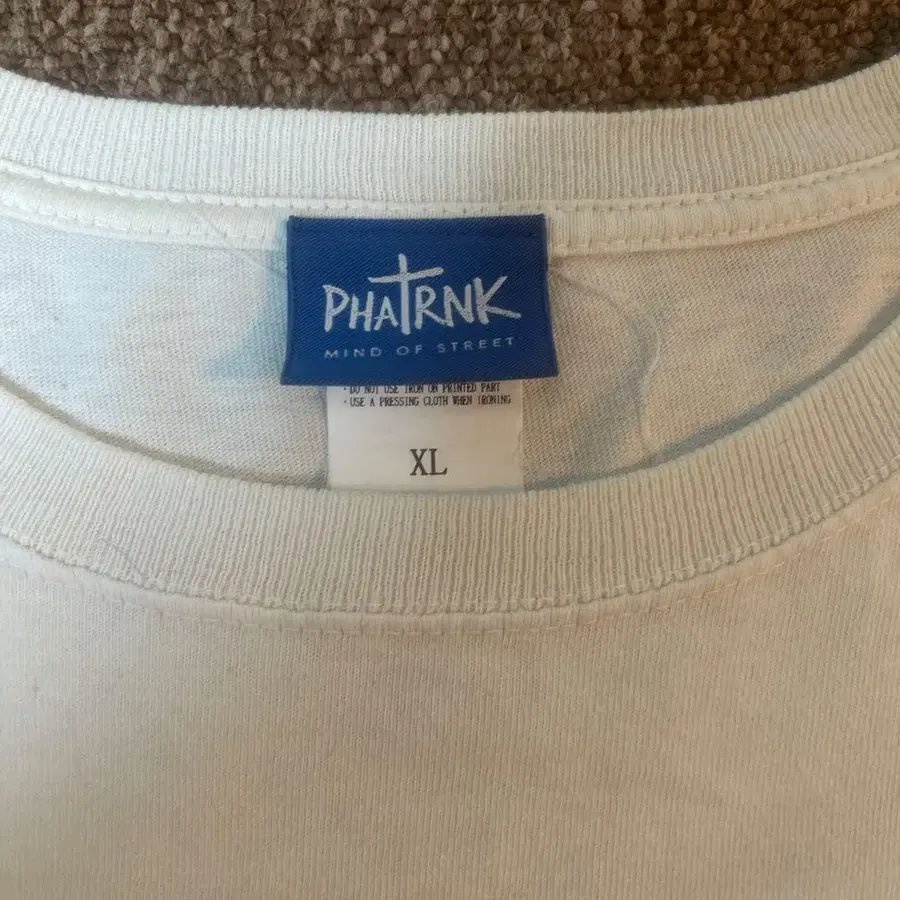 PHATRNK
MIND OF STREET
· DO NOT USE IRON ON PRINTED PART
· USE A PRESSING CLOTH WHEN IRONING
XL